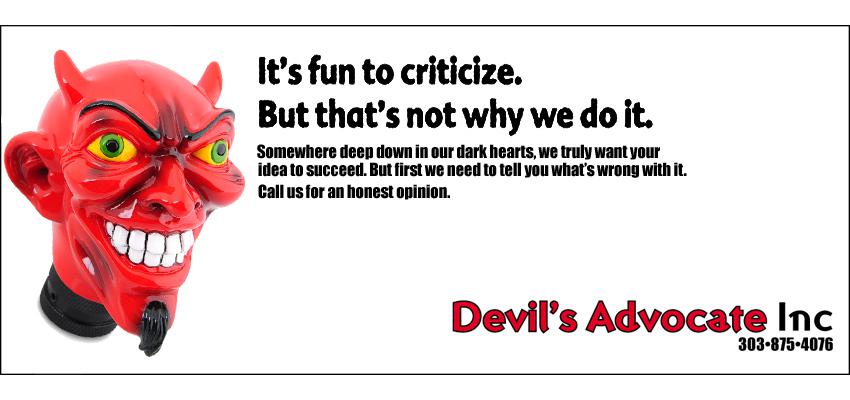 It's fun to criticize.
But that's not why we do it.
Somewhere deep down in our dark hearts, we truly want your
idea to succeed. But first we need to tell you what's wrong with it.
Call us for an honest opinion.
Devil's Advocate Inc
303•875•4076